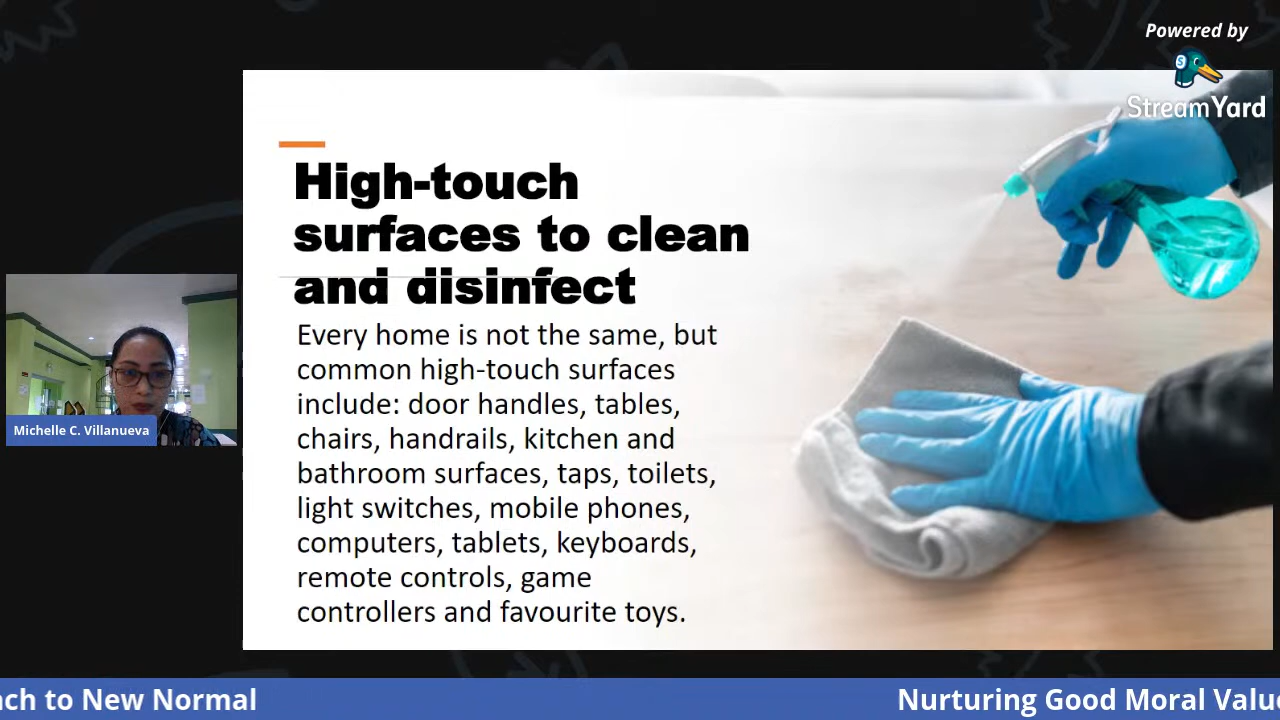 Powered by
StreamYard
High-touch
surfaces to clean
and disinfect
Every home is not the same, but
common high-touch surfaces
include: door handles, tables,
chairs, handrails, kitchen and
bathroom surfaces, taps, toilets,
light switches, mobile phones,
computers, tablets, keyboards,
remote controls, game
controllers and favourite toys.
Michelle C. Villanueva
to New Normal
Nurturing Good Moral